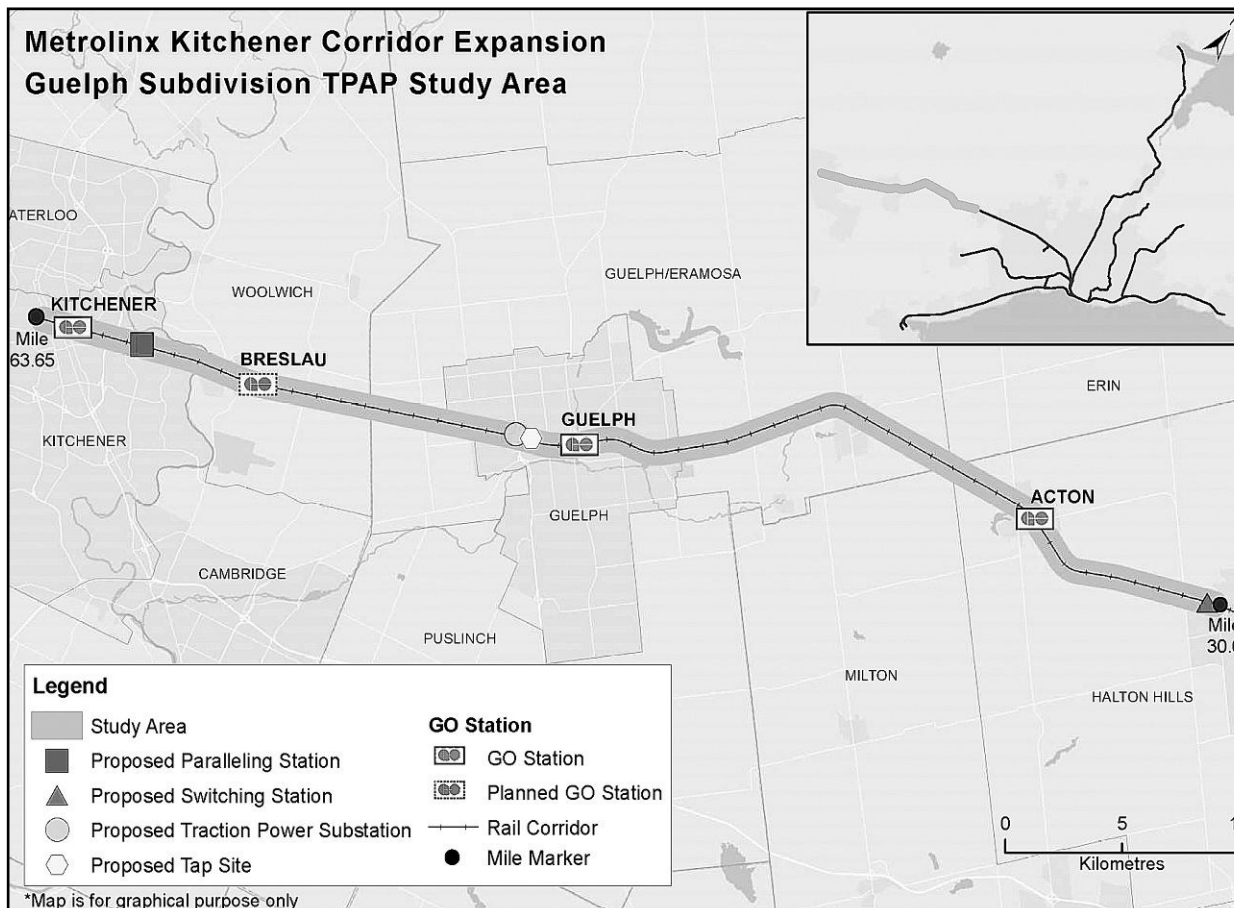 Metrolinx Kitchener Corridor Expansion
Guelph Subdivision TPAP Study Area
ATERLOO
KITCHENER
WOOLWICH
GUELPH/ERAMOSA
Mile
63.65
BRESLAU
ERIN
KITCHENER
GUELPH
ACTON
GUELPH
CAMBRIDGE
PUSLINCH
Mile
30.
MILTON
HALTON HILLS
Legend
Study Area
Proposed Paralleling Station
Proposed Switching Station
Proposed Traction Power Substation
Proposed Tap Site
GO Station
GO Station
Planned GO Station
Rail Corridor
Mile Marker
0 5 1
Kilometres
*Map is for graphical purpose only